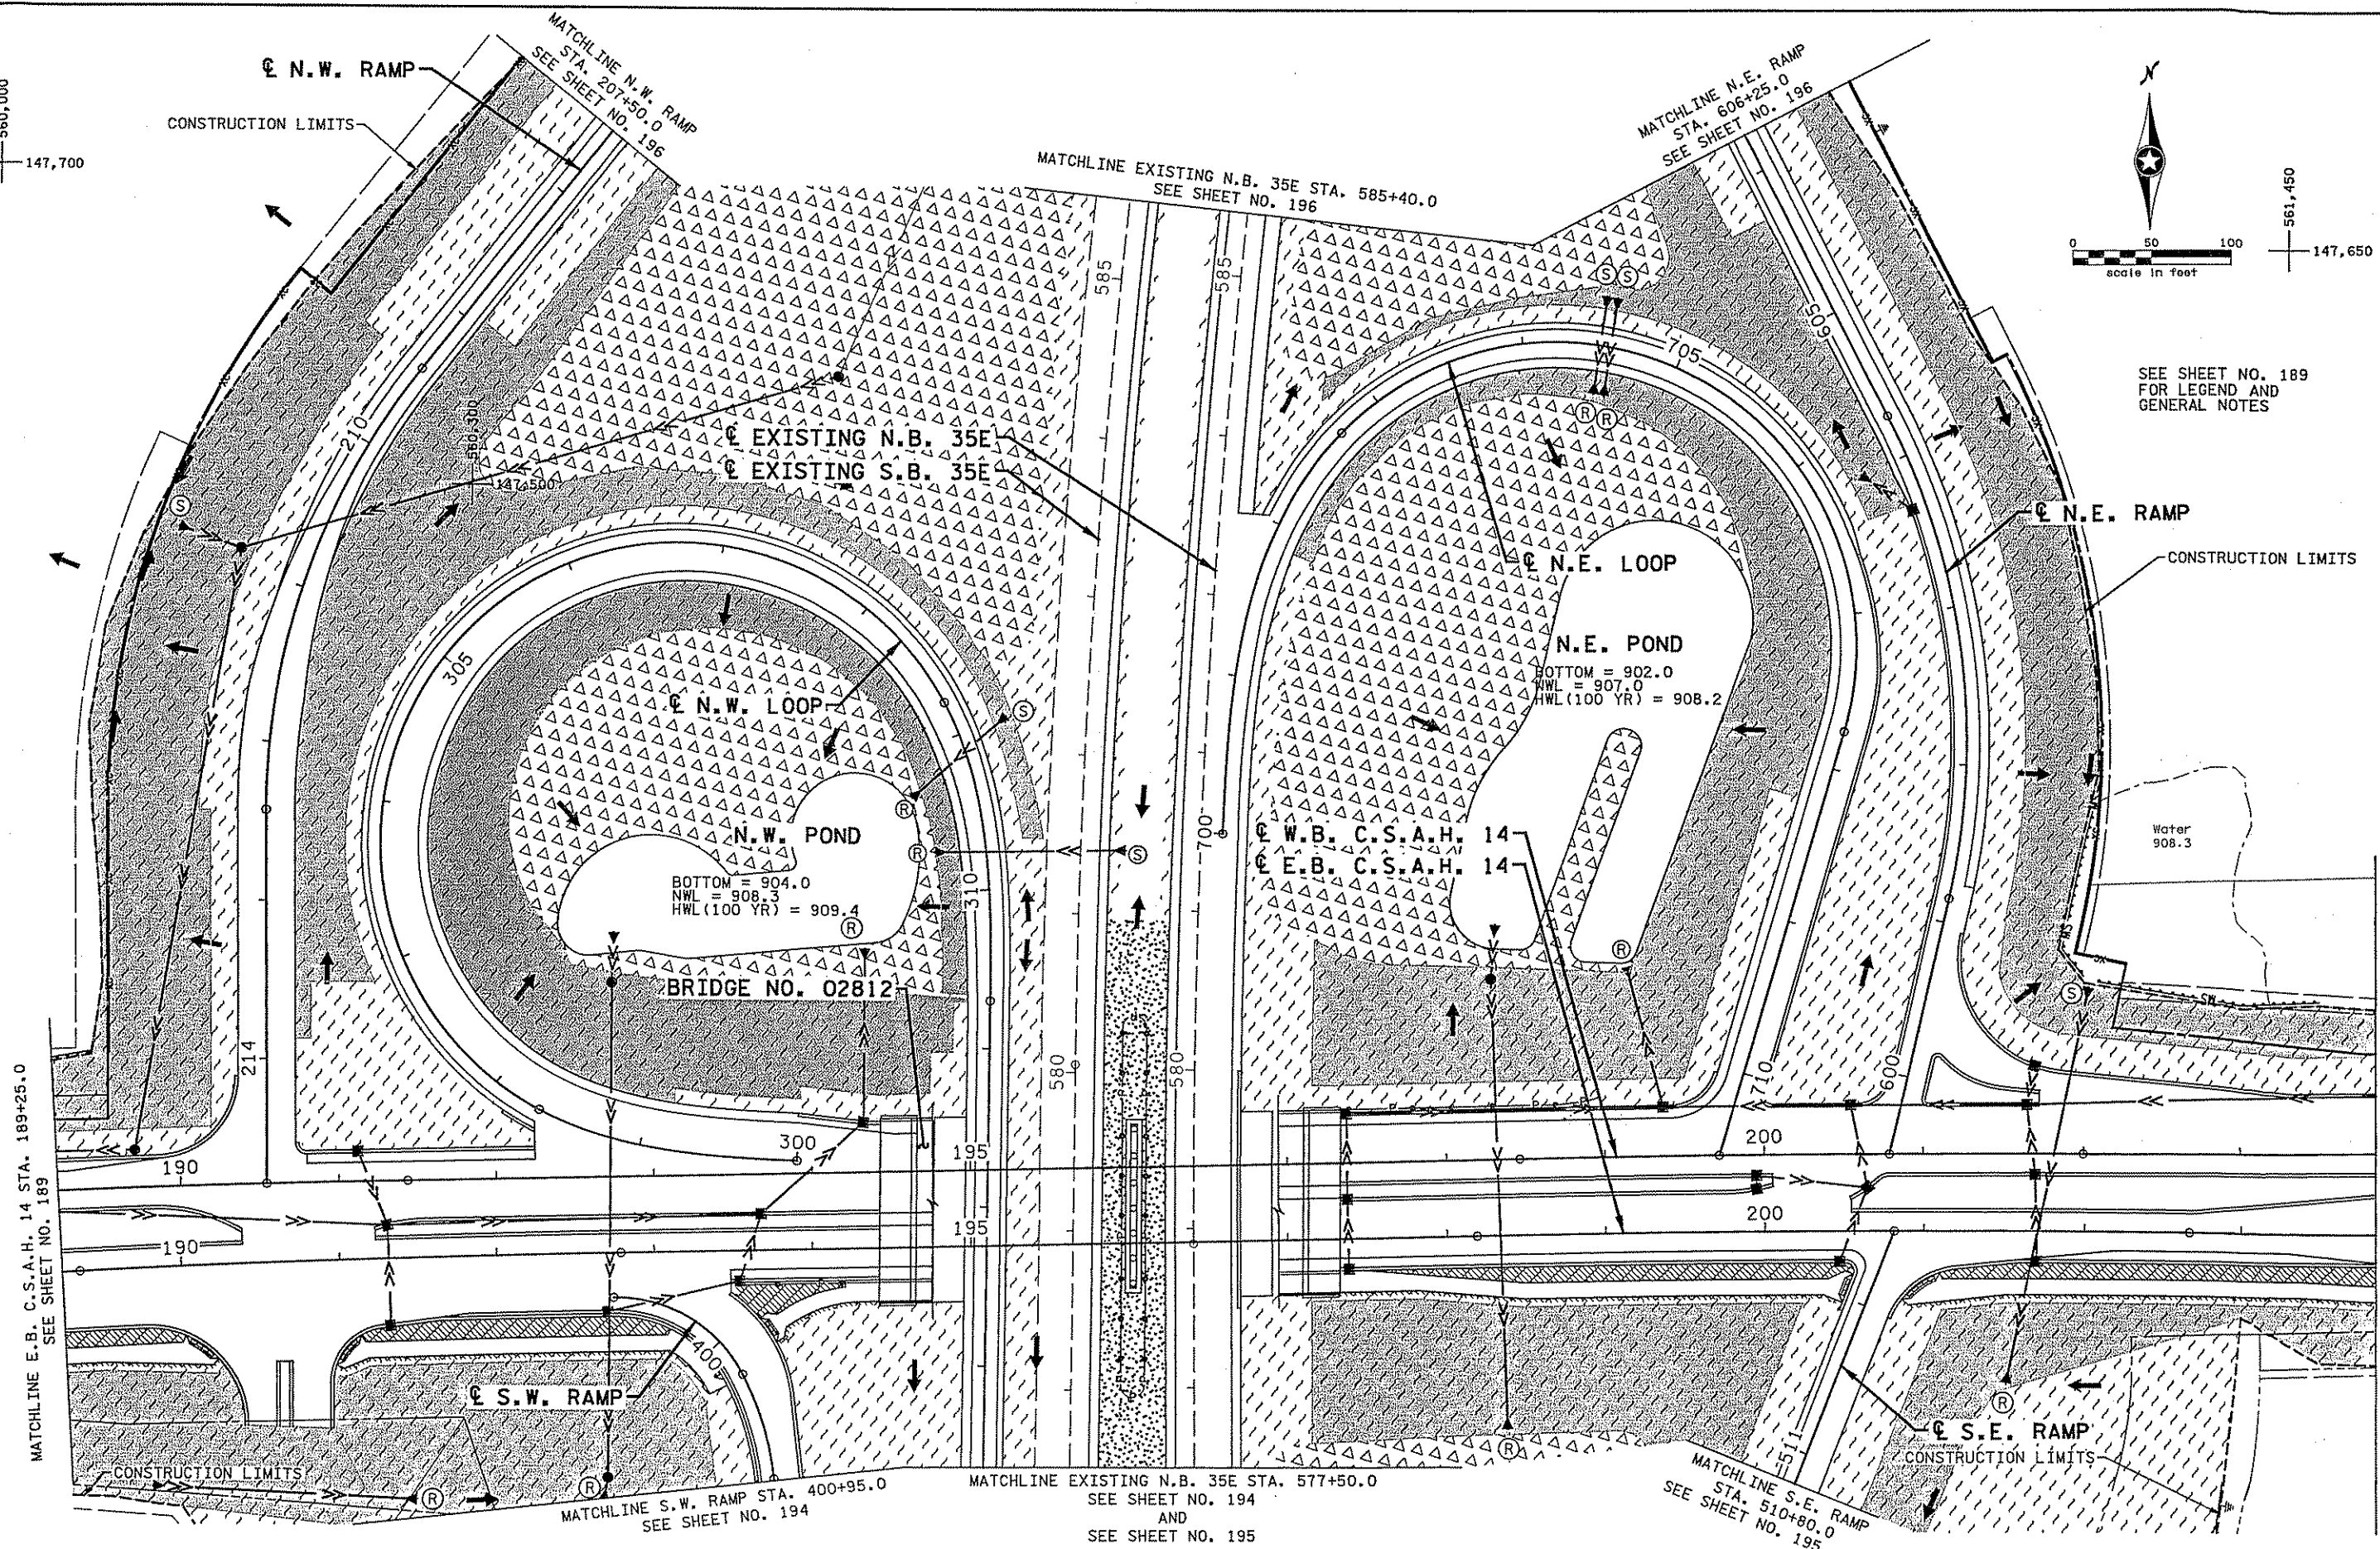 ℄ N.W. RAMP
CONSTRUCTION LIMITS
MATCHLINE N.W. RAMP
STA. 207+50.0
SEE SHEET NO. 196
560,000
147,700
MATCHLINE EXISTING N.B. 35E STA. 585+40.0
SEE SHEET NO. 196
MATCHLINE N.E. RAMP
STA. 606+25.0
SEE SHEET NO. 196
N
0 50 100
scale in feet
561,450
147,650
SEE SHEET NO. 189
FOR LEGEND AND
GENERAL NOTES
585
585
605
705
S S
R R
210
560,300
147,500
℄ EXISTING N.B. 35E
℄ EXISTING S.B. 35E
S
℄ N.E. RAMP
CONSTRUCTION LIMITS
℄ N.E. LOOP
N.E. POND
BOTTOM = 902.0
NWL = 907.0
HWL(100 YR) = 908.2
305
℄ N.W. LOOP
S
R
N.W. POND
BOTTOM = 904.0
NWL = 908.3
HWL(100 YR) = 909.4
R
S
R
310
700
℄ W.B. C.S.A.H. 14
℄ E.B. C.S.A.H. 14
Water
908.3
MS
MS
SW
R
S
BRIDGE NO. 02812
214
580
580
710
600
MATCHLINE E.B. C.S.A.H. 14 STA. 189+25.0
SEE SHEET NO. 189
190
300
195
200
190
195
200
400
℄ S.W. RAMP
℄ S.E. RAMP
511
R
CONSTRUCTION LIMITS
CONSTRUCTION LIMITS
R
R
R
MATCHLINE S.W. RAMP STA. 400+95.0
SEE SHEET NO. 194
MATCHLINE EXISTING N.B. 35E STA. 577+50.0
SEE SHEET NO. 194
AND
SEE SHEET NO. 195
MATCHLINE S.E. RAMP
STA. 510+80.0
SEE SHEET NO. 195